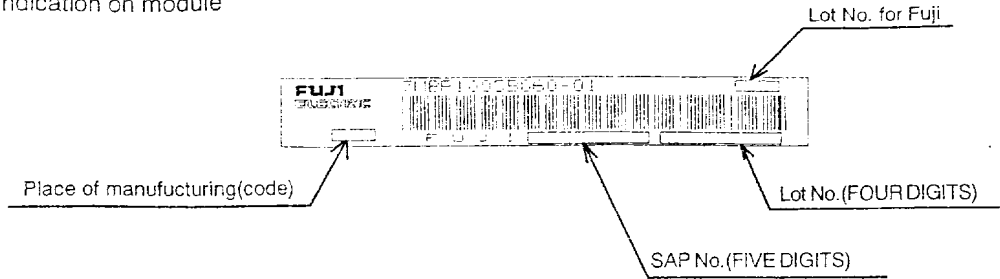 ndication on module
Lot No. for Fuji
FUJI
F U J I
Place of manufucturing(code)
Lot No.(FOUR DIGITS)
SAP No.(FIVE DIGITS)